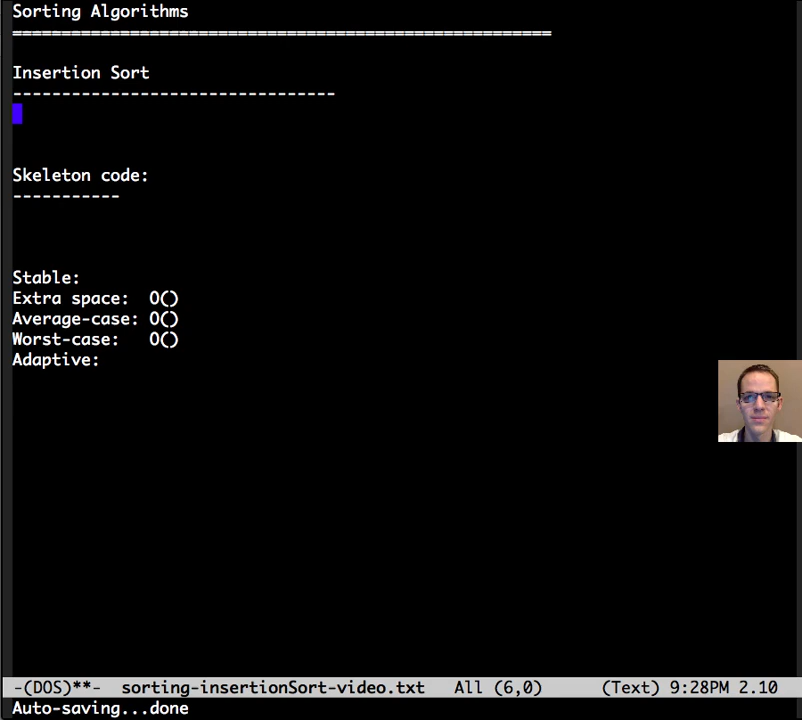 Sorting Algorithms
=======================================================
Insertion Sort
---------------------------------
Skeleton code:
-----------
Stable:
Extra space:  O()
Average-case: O()
Worst-case:   O()
Adaptive:
-(DOS)**-  sorting-insertionSort-video.txt   All (6,0)      (Text) 9:28PM 2.10
Auto-saving...done